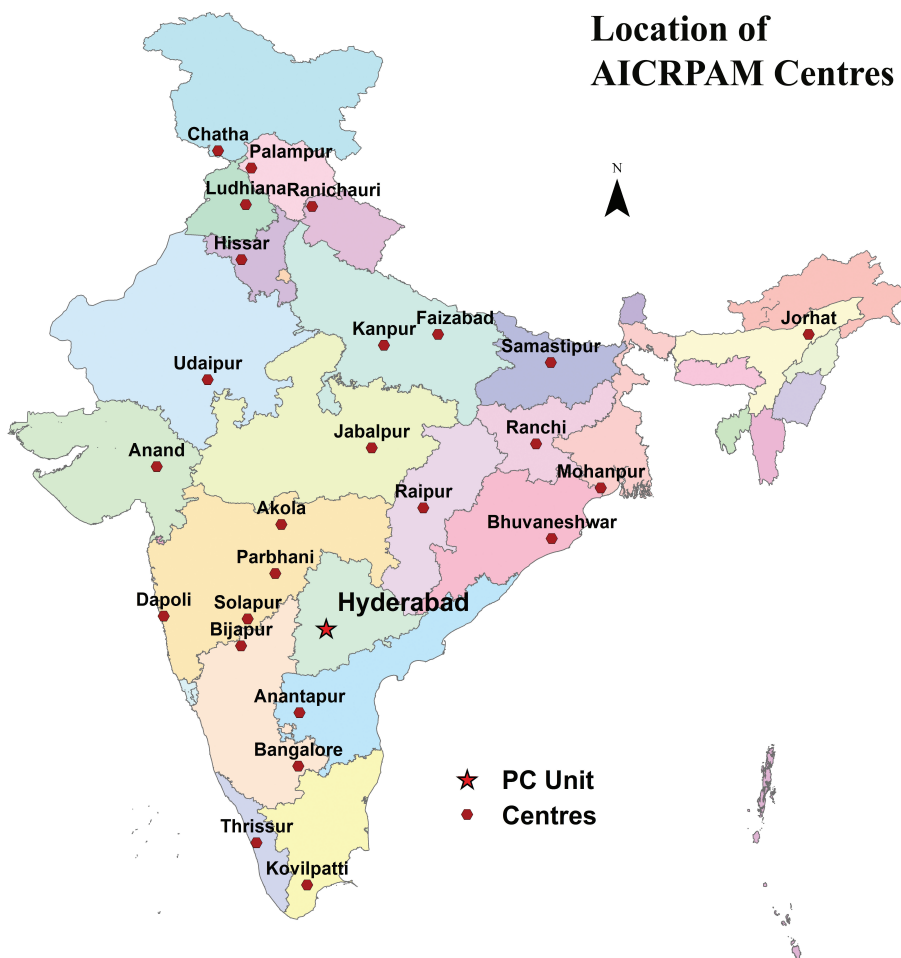 Location of
AICRPAM Centres
N
Chatha
Palampur
Ludhiana
Ranichauri
Hissar
Kanpur
Faizabad
Jorhat
Samastipur
Udaipur
Anand
Jabalpur
Ranchi
Mohanpur
Raipur
Akola
Bhuvaneshwar
Parbhani
Dapoli
Solapur
Hyderabad
Bijapur
Anantapur
Bangalore
PC Unit
Centres
Thrissur
Kovilpatti